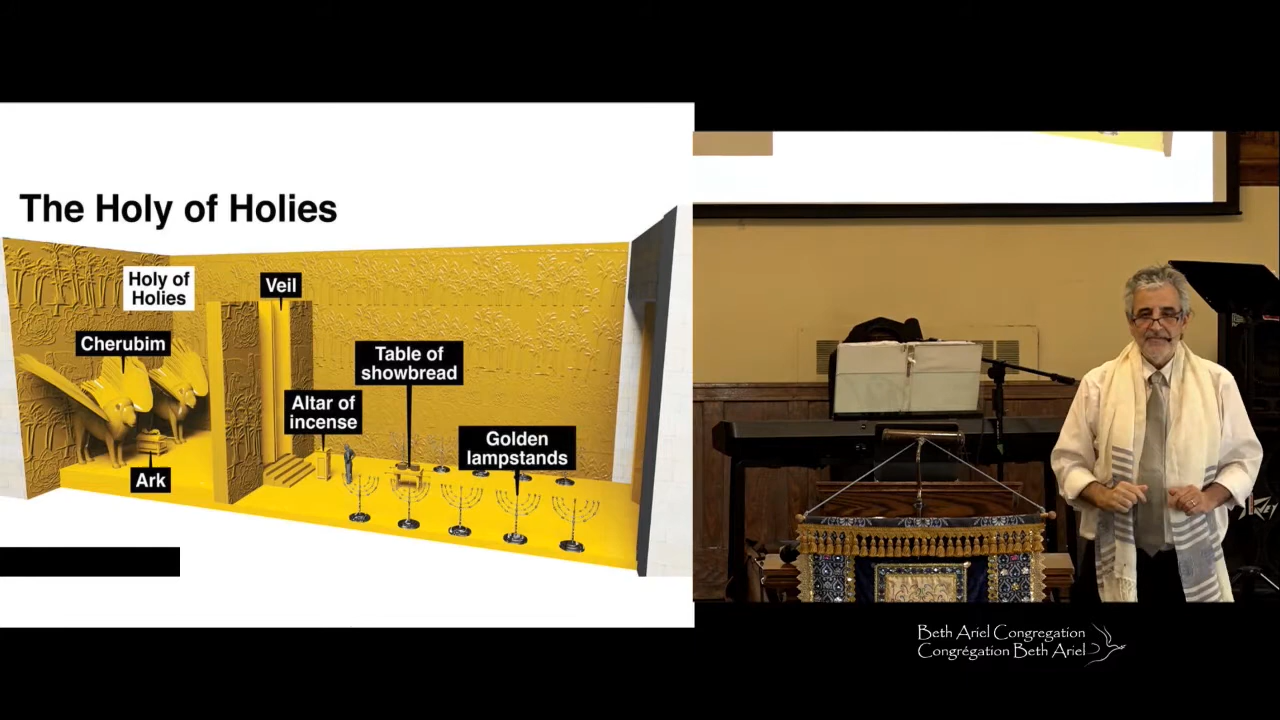 The Holy of Holies
Holy of
Holies
Veil
Cherubim
Table of
showbread
Altar of
incense
Golden
lampstands
Ark
Beth Ariel Congregation
Congrégation Beth Ariel